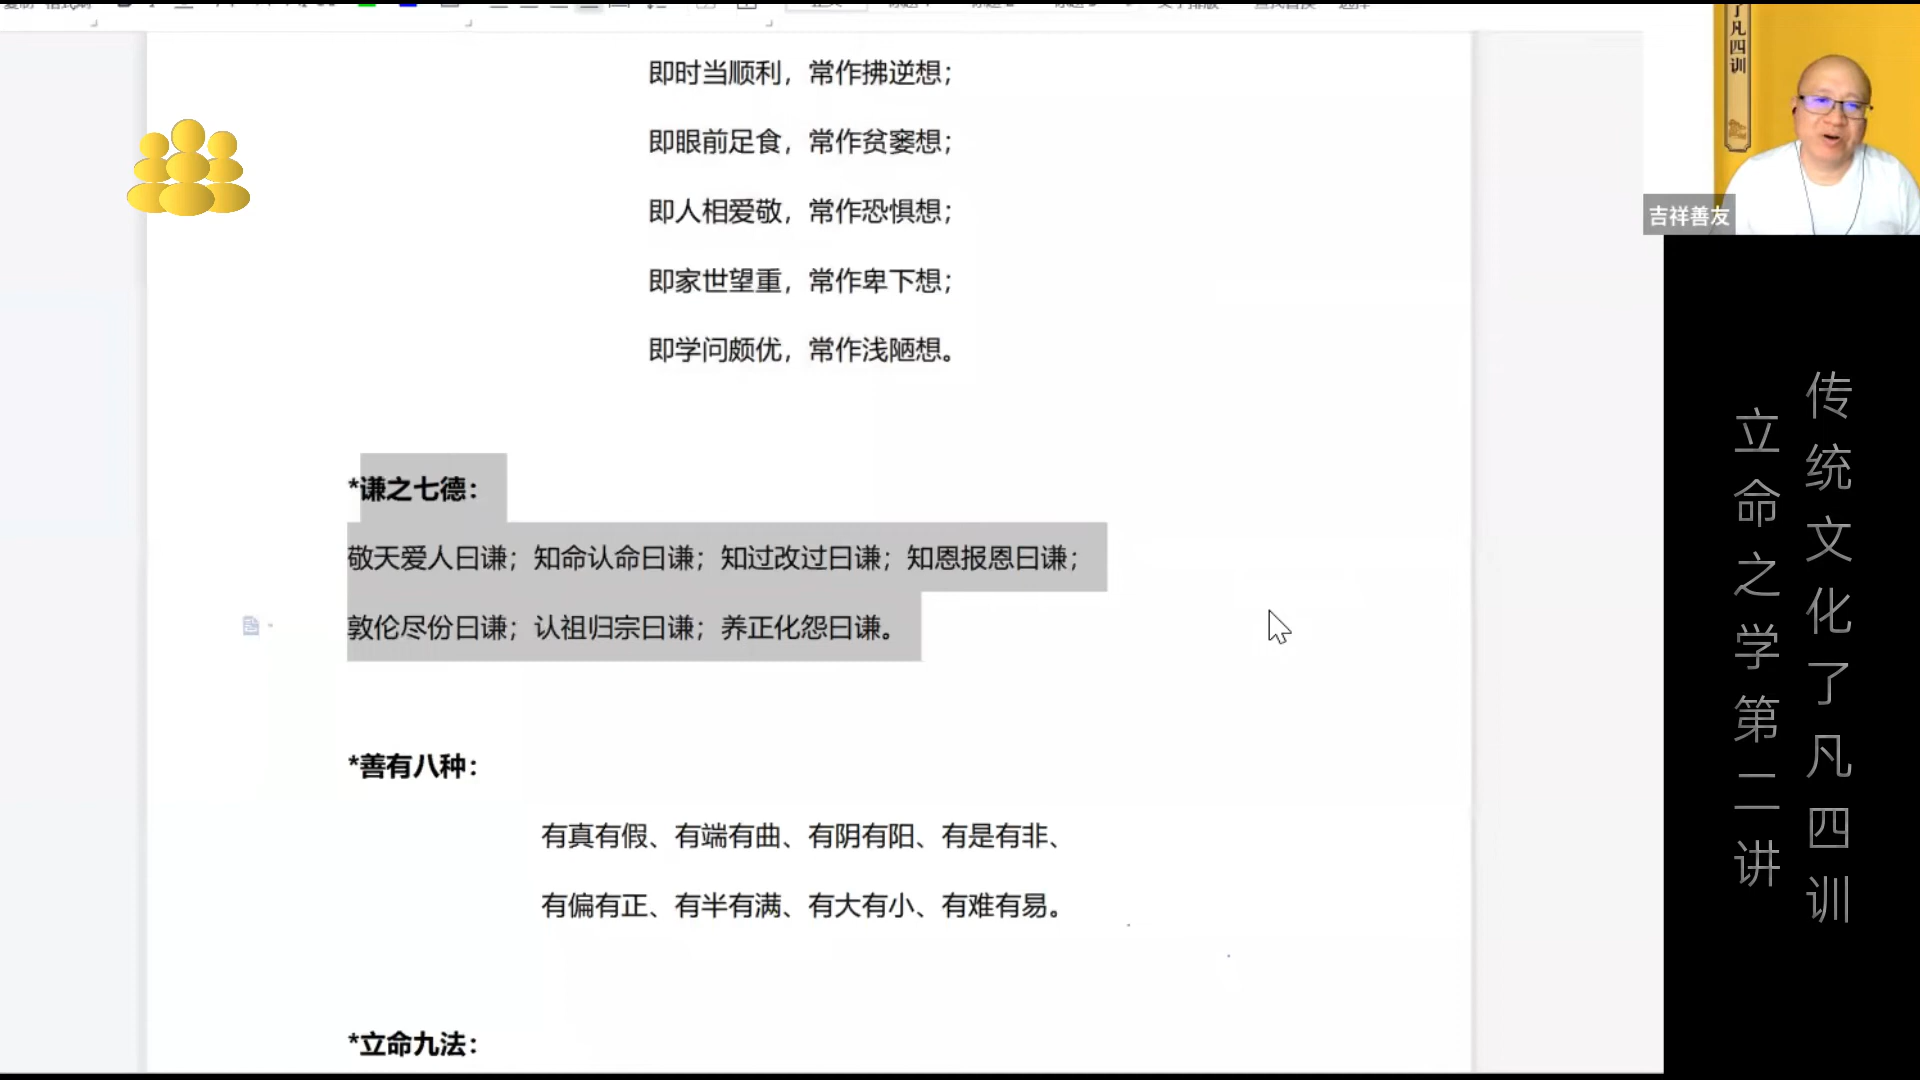 即时当顺利，常作拂逆想；
即眼前足食，常作贫窭想；
即人相爱敬，常作恐惧想；
即家世望重，常作卑下想；
即学问颇优，常作浅陋想。
*谦之七德：
敬天爱人曰谦；知命认命曰谦；知过改过曰谦；知恩报恩曰谦；
敦伦尽份曰谦；认祖归宗曰谦；养正化怨曰谦。
*善有八种：
有真有假、有端有曲、有阴有阳、有是有非、
有偏有正、有半有满、有大有小、有难有易。
*立命九法：
了凡四训
吉祥善友
传统文化了凡四训
立命之学第二讲